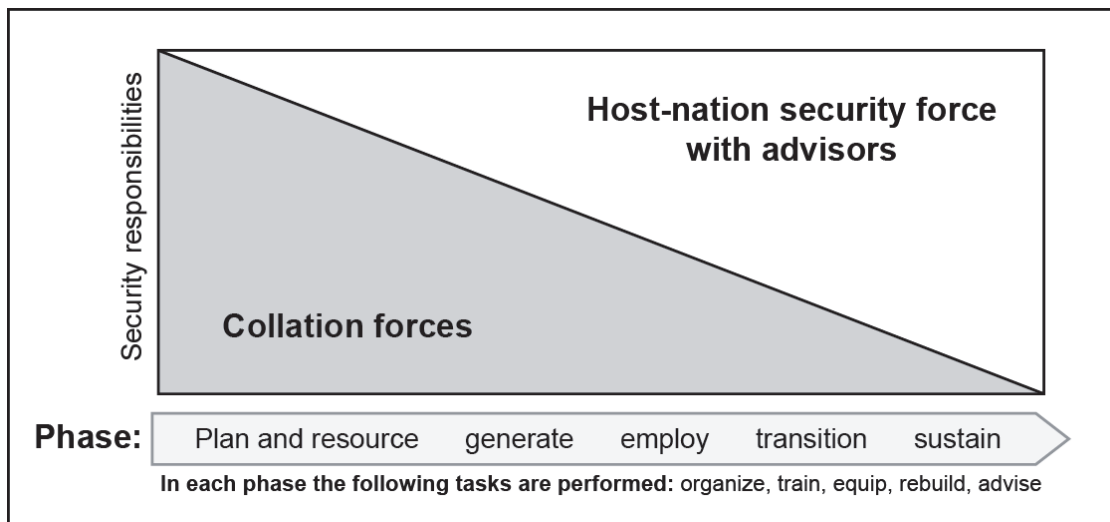 Security responsibilities
Host-nation security force
with advisors
Collation forces
Phase: Plan and resource generate employ transition sustain
In each phase the following tasks are performed: organize, train, equip, rebuild, advise